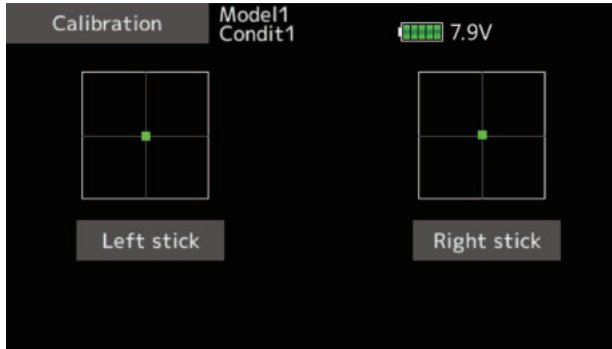 Calibration
Model1
Condit1
7.9V
Left stick
Right stick